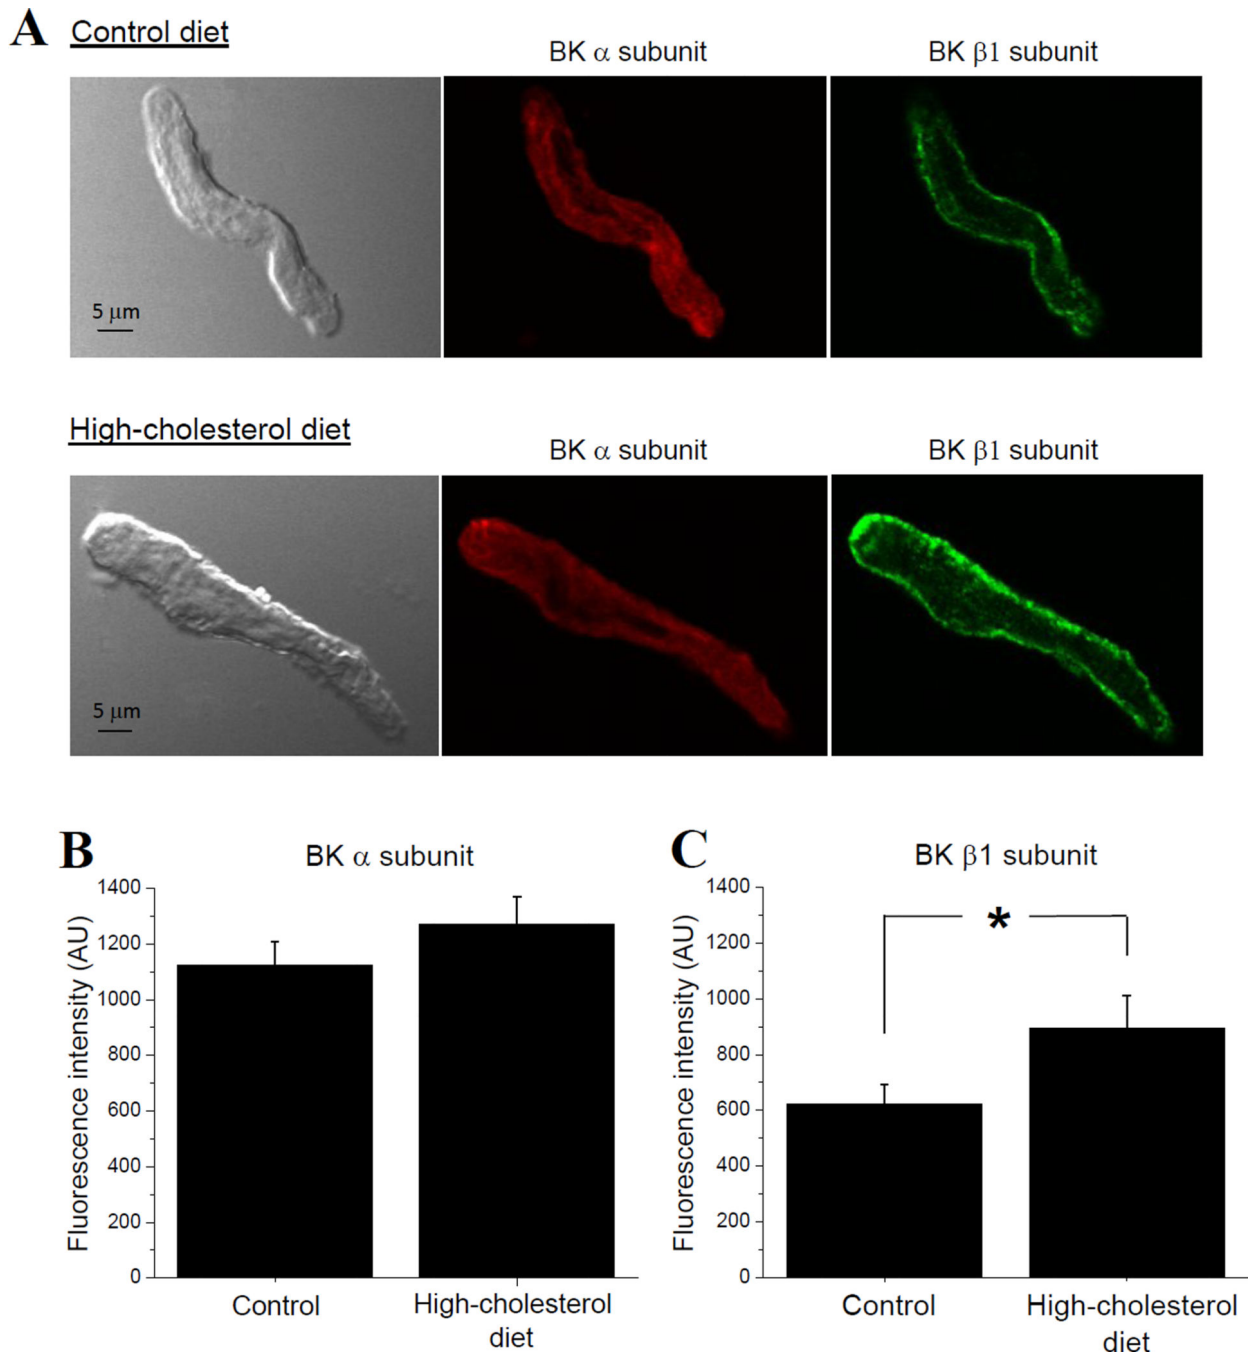 A Control diet
BK α subunit
BK β1 subunit
5 μm
High-cholesterol diet
BK α subunit
BK β1 subunit
5 μm
B
BK α subunit
Fluorescence intensity (AU)
1400
1200
1000
800
600
400
200
0
Control
High-cholesterol
diet
C
BK β1 subunit
Fluorescence intensity (AU)
1400
1200
1000
800
600
400
200
0
*
Control
High-cholesterol
diet